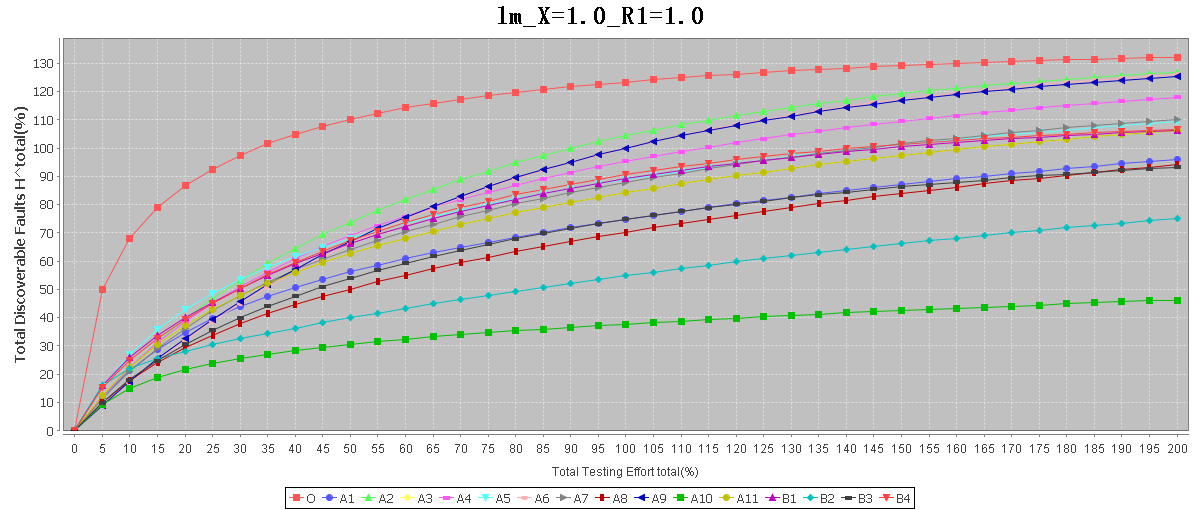 lm_X=1.0_R1=1.0
Total Discoverable Faults H^total(%)
130
120
110
100
90
80
70
60
50
40
30
20
10
0
0 5 10 15 20 25 30 35 40 45 50 55 60 65 70 75 80 85 90 95 100 105 110 115 120 125 130 135 140 145 150 155 160 165 170 175 180 185 190 195 200
Total Testing Effort total(%)
O A1 A2 A3 A4 A5 A6 A7 A8 A9 A10 A11 B1 B2 B3 B4